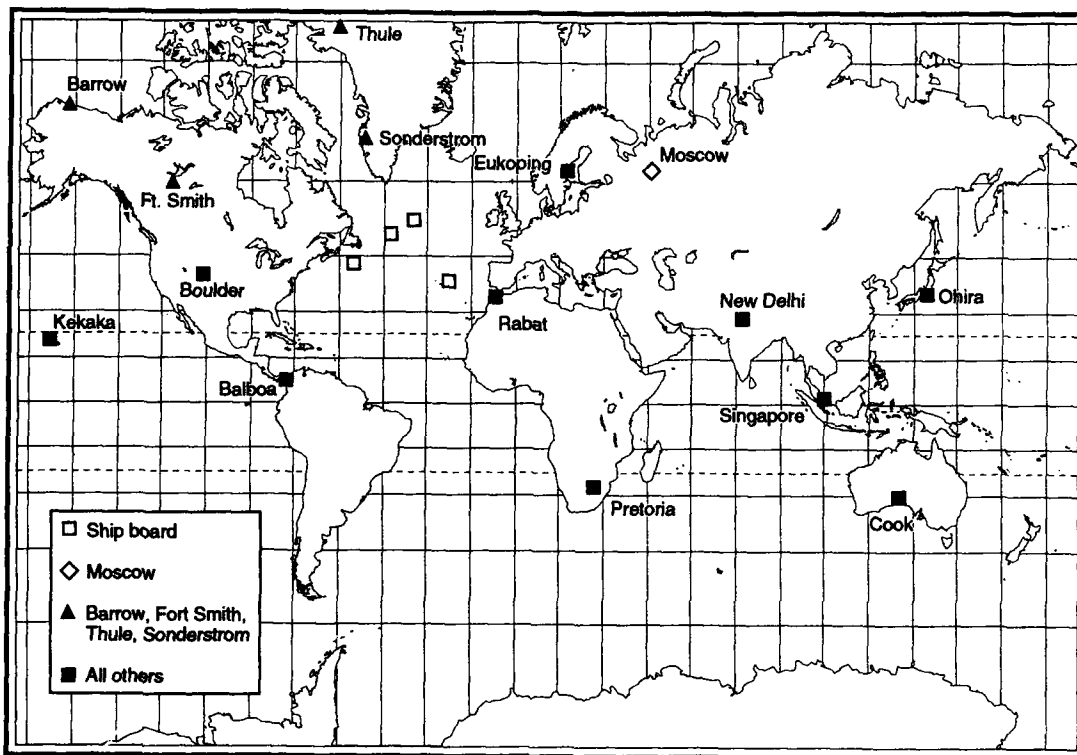 Thule
Barrow
Sonderstrom
Eukoping
Moscow
Ft. Smith
Boulder
New Delhi
Ohira
Kekaka
Rabat
Balboa
Singapore
Pretoria
Cook
Ship board
Moscow
Barrow, Fort Smith,
Thule, Sonderstrom
All others